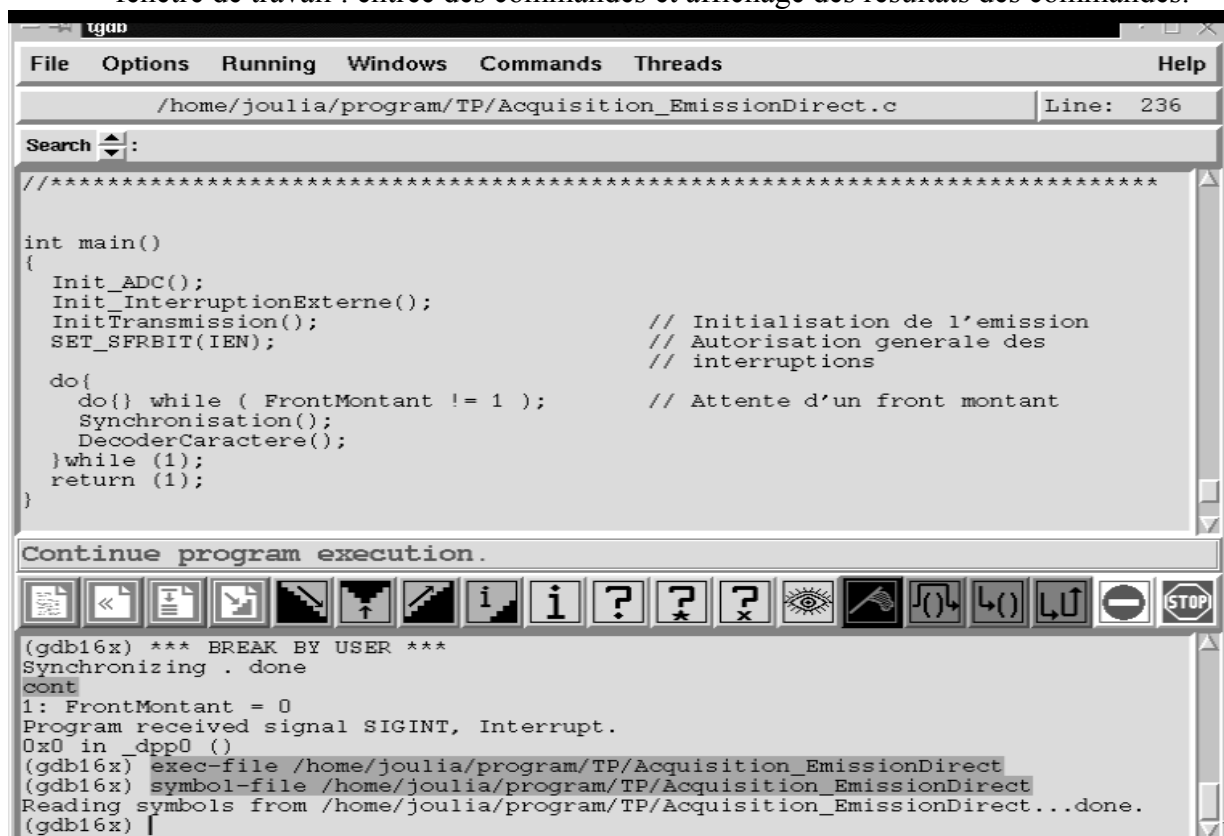 fenêtre de travail : entrée des commandes et affichage des résultats des commandes.
tgdb
File Options Running Windows Commands Threads Help
/home/joulia/program/TP/Acquisition_EmissionDirect.c Line: 236
Search :
//******************************************************************************
int main()
{
Init_ADC();
Init_InterruptionExterne();
InitTransmission(); // Initialisation de l'emission
SET_SFRBIT(IEN); // Autorisation generale des
// interruptions
do{
do{} while ( FrontMontant != 1 ); // Attente d'un front montant
Synchronisation();
DecoderCaractere();
}while (1);
return (1);
}
Continue program execution.
STOP
(gdb16x) *** BREAK BY USER ***
Synchronizing . done
cont
1: FrontMontant = 0
Program received signal SIGINT, Interrupt.
0x0 in _dpp0 ()
(gdb16x) exec-file /home/joulia/program/TP/Acquisition_EmissionDirect
(gdb16x) symbol-file /home/joulia/program/TP/Acquisition_EmissionDirect
Reading symbols from /home/joulia/program/TP/Acquisition_EmissionDirect...done.
(gdb16x)